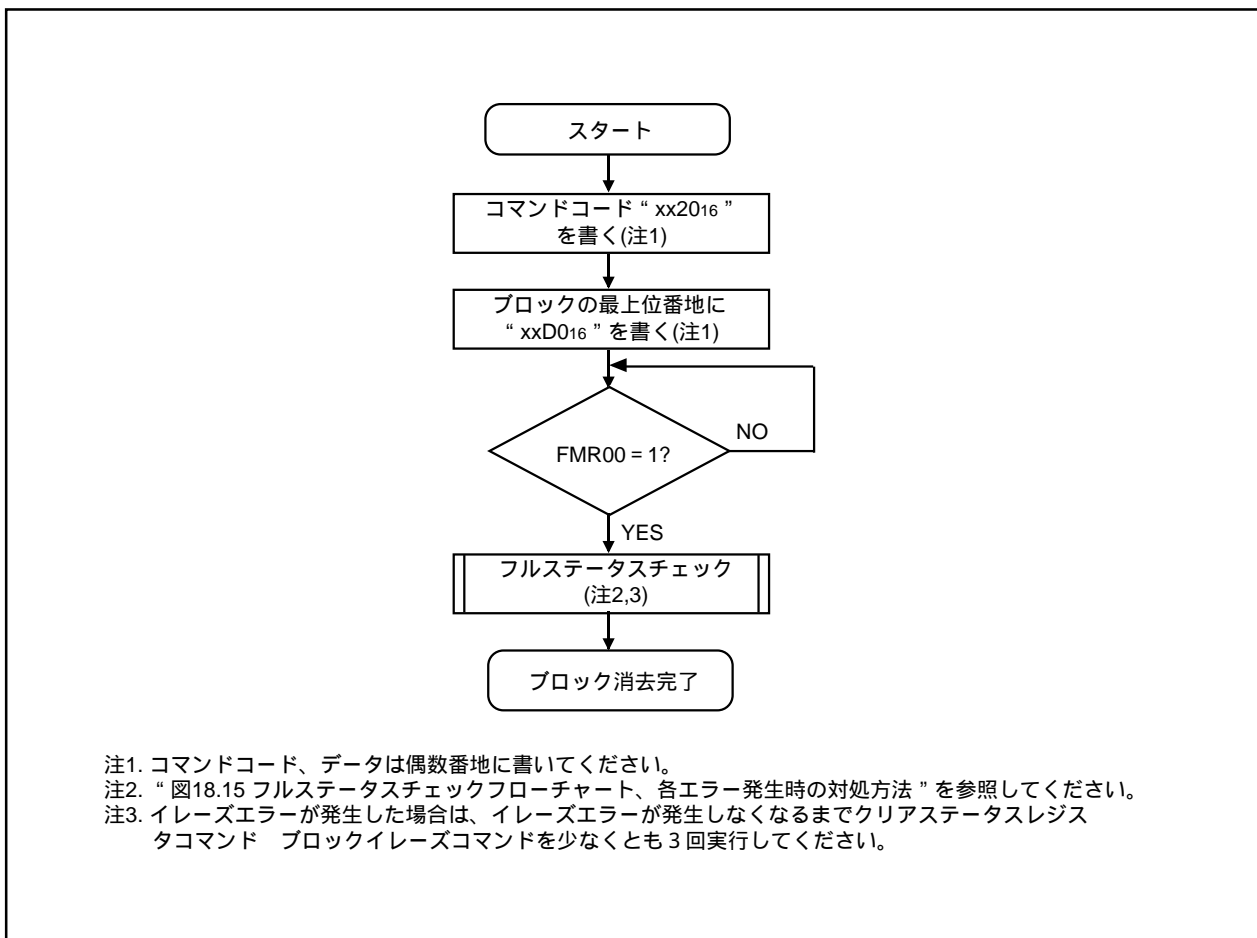 スタート
コマンドコード“ xx2016 ”
を書く(注1)
ブロックの最上位番地に
“ xxD016 ” を書く(注1)
FMR00 = 1?
NO
YES
フルステータスチェック
(注2,3)
ブロック消去完了
注1. コマンドコード、データは偶数番地に書いてください。
注2. “ 図18.15 フルステータスチェックフローチャート、各エラー発生時の対処方法 ” を参照してください。
注3. イレーズエラーが発生した場合は、イレーズエラーが発生しなくなるまでクリアステータスレジス
タコマンド　ブロックイレーズコマンドを少なくとも３回実行してください。